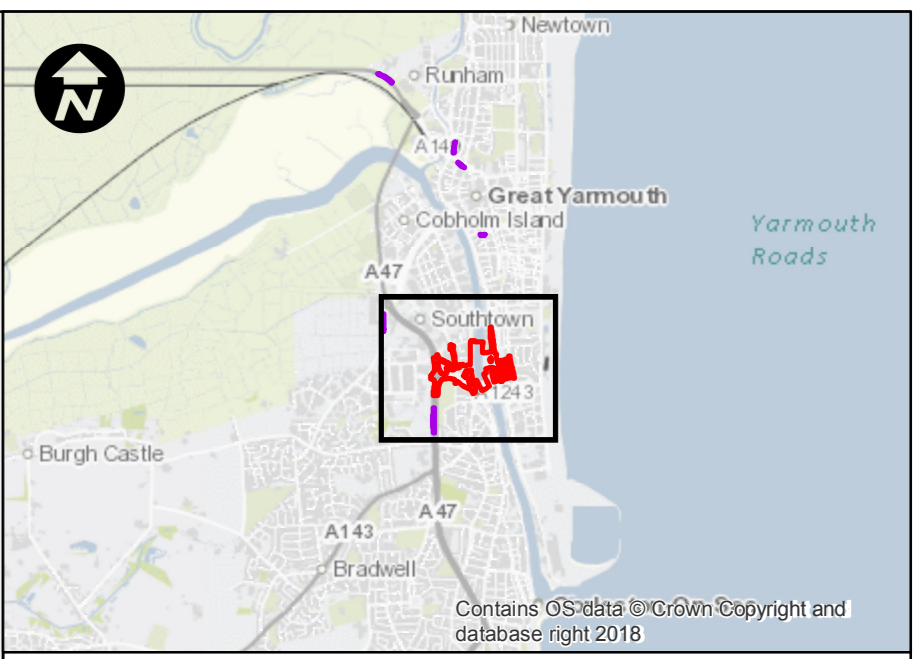 Newtown
N
Runham
A14
Great Yarmouth
Cobholm Island
Yarmouth
Roads
A47
Southtown
A1243
Burgh Castle
A47
A143
Bradwell
Contains OS data © Crown Copyright and
database right 2018